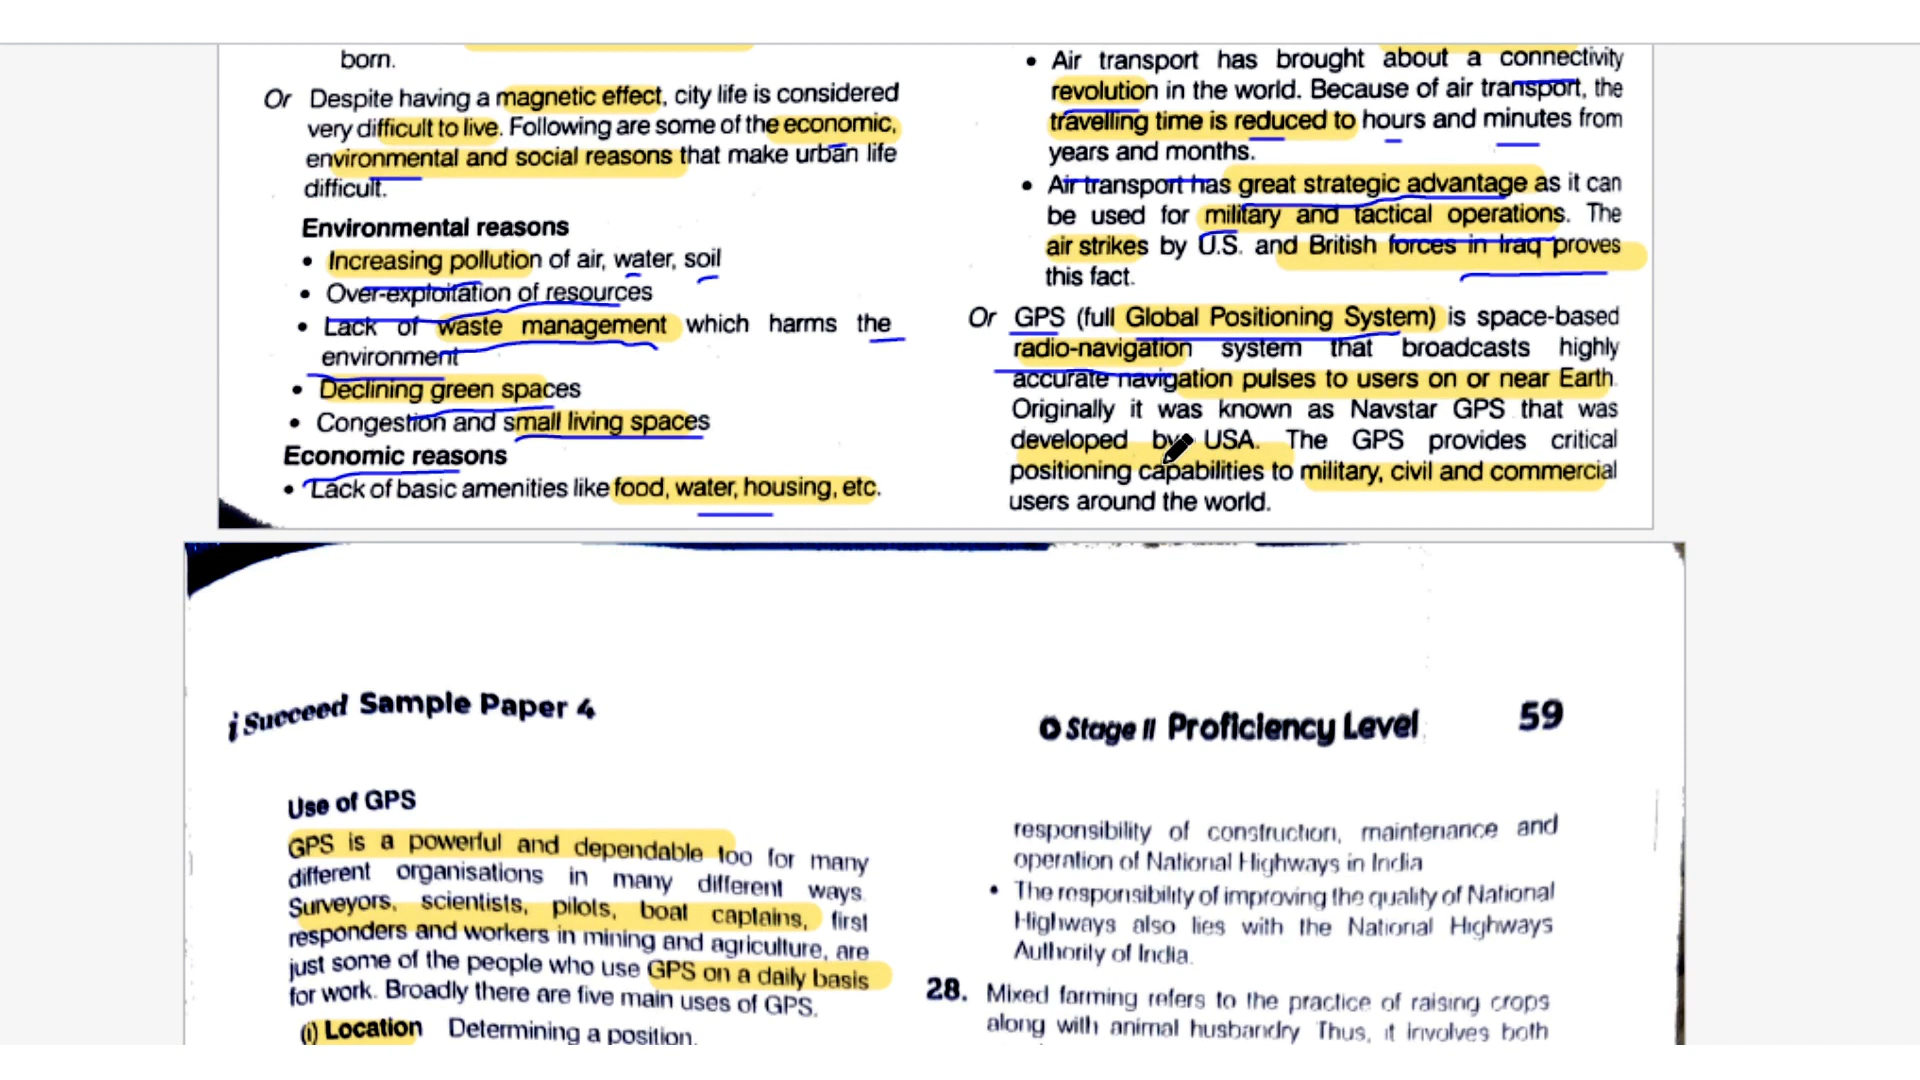 born.
Or Despite having a magnetic effect, city life is considered
very difficult to live. Following are some of the economic,
environmental and social reasons that make urban life
difficult.
Environmental reasons
• Increasing pollution of air, water, soil
• Over-exploitation of resources
• Lack of waste management which harms the
environment
• Declining green spaces
• Congestion and small living spaces
Economic reasons
• Lack of basic amenities like food, water, housing, etc.
• Air transport has brought about a connectivity
revolution in the world. Because of air transport, the
travelling time is reduced to hours and minutes from
years and months.
• Air transport has great strategic advantage as it can
be used for military and tactical operations. The
air strikes by U.S. and British forces in Iraq proves
this fact.
Or GPS (full Global Positioning System) is space-based
radio-navigation system that broadcasts highly
accurate navigation pulses to users on or near Earth.
Originally it was known as Navstar GPS that was
developed by USA. The GPS provides critical
positioning capabilities to military, civil and commercial
users around the world.
iSucceed Sample Paper 4
Stage II Proficiency Level 59
Use of GPS
GPS is a powerful and dependable too for many
different organisations in many different ways.
Surveyors, scientists, pilots, boat captains, first
responders and workers in mining and agriculture, are
just some of the people who use GPS on a daily basis
for work. Broadly there are five main uses of GPS.
(i) Location Determining a position.
responsibility of construction, maintenance and
operation of National Highways in India
• The responsibility of improving the quality of National
Highways also lies with the National Highways
Authority of India.
28. Mixed farming refers to the practice of raising crops
along with animal husbandry Thus, it involves both